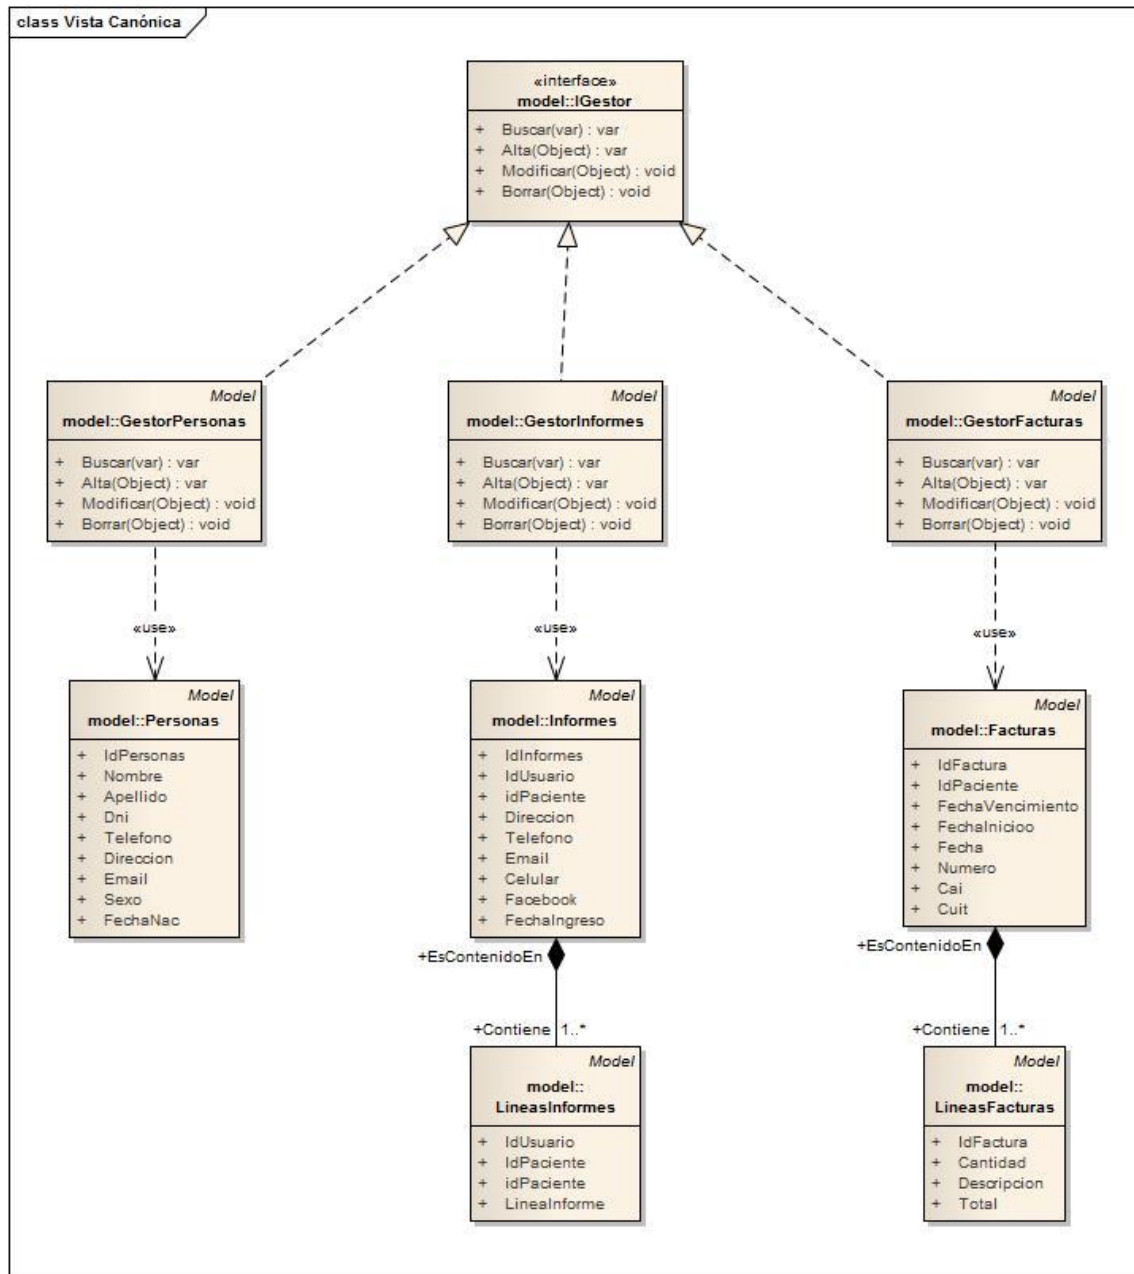 class Vista Canónica
«interface»
model::IGestor
+ Buscar(var) : var
+ Alta(Object) : var
+ Modificar(Object) : void
+ Borrar(Object) : void
Model
model::GestorPersonas
+ Buscar(var) : var
+ Alta(Object) : var
+ Modificar(Object) : void
+ Borrar(Object) : void
Model
model::GestorInformes
+ Buscar(var) : var
+ Alta(Object) : var
+ Modificar(Object) : void
+ Borrar(Object) : void
Model
model::GestorFacturas
+ Buscar(var) : var
+ Alta(Object) : var
+ Modificar(Object) : void
+ Borrar(Object) : void
«use»
«use»
«use»
Model
model::Personas
+ IdPersonas
+ Nombre
+ Apellido
+ Dni
+ Telefono
+ Direccion
+ Email
+ Sexo
+ FechaNac
Model
model::Informes
+ IdInformes
+ IdUsuario
+ idPaciente
+ Direccion
+ Telefono
+ Email
+ Celular
+ Facebook
+ FechaIngreso
Model
model::Facturas
+ IdFactura
+ IdPaciente
+ FechaVencimiento
+ FechaInicioo
+ Fecha
+ Numero
+ Cai
+ Cuit
+EsContenidoEn
+Contiene 1..*
+EsContenidoEn
+Contiene 1..*
Model
model::
LineasInformes
+ IdUsuario
+ IdPaciente
+ idPaciente
+ LineaInforme
Model
model::
LineasFacturas
+ IdFactura
+ Cantidad
+ Descripcion
+ Total